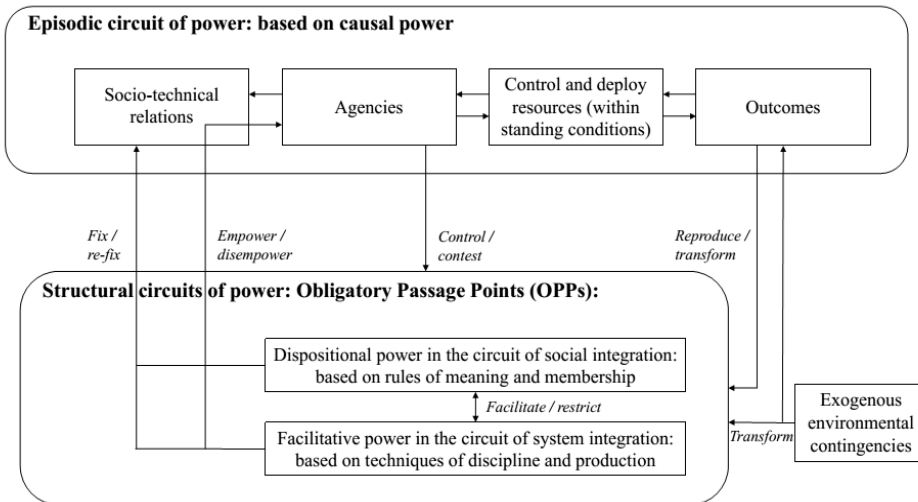 Episodic circuit of power: based on causal power
Socio-technical
relations
Agencies
Control and deploy
resources (within
standing conditions)
Outcomes
Fix /
re-fix
Empower /
disempower
Control /
contest
Reproduce /
transform
Structural circuits of power: Obligatory Passage Points (OPPs):
Dispositional power in the circuit of social integration:
based on rules of meaning and membership
Facilitate / restrict
Facilitative power in the circuit of system integration:
based on techniques of discipline and production
Transform
Exogenous
environmental
contingencies